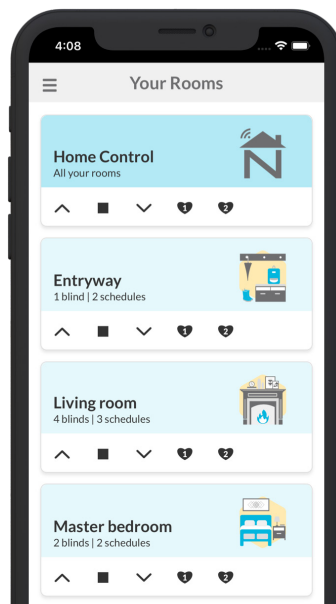 4:08
Your Rooms
Home Control
All your rooms
1 2
Entryway
1 blind | 2 schedules
1 2
Living room
4 blinds | 3 schedules
1 2
Master bedroom
2 blinds | 2 schedules
1 2